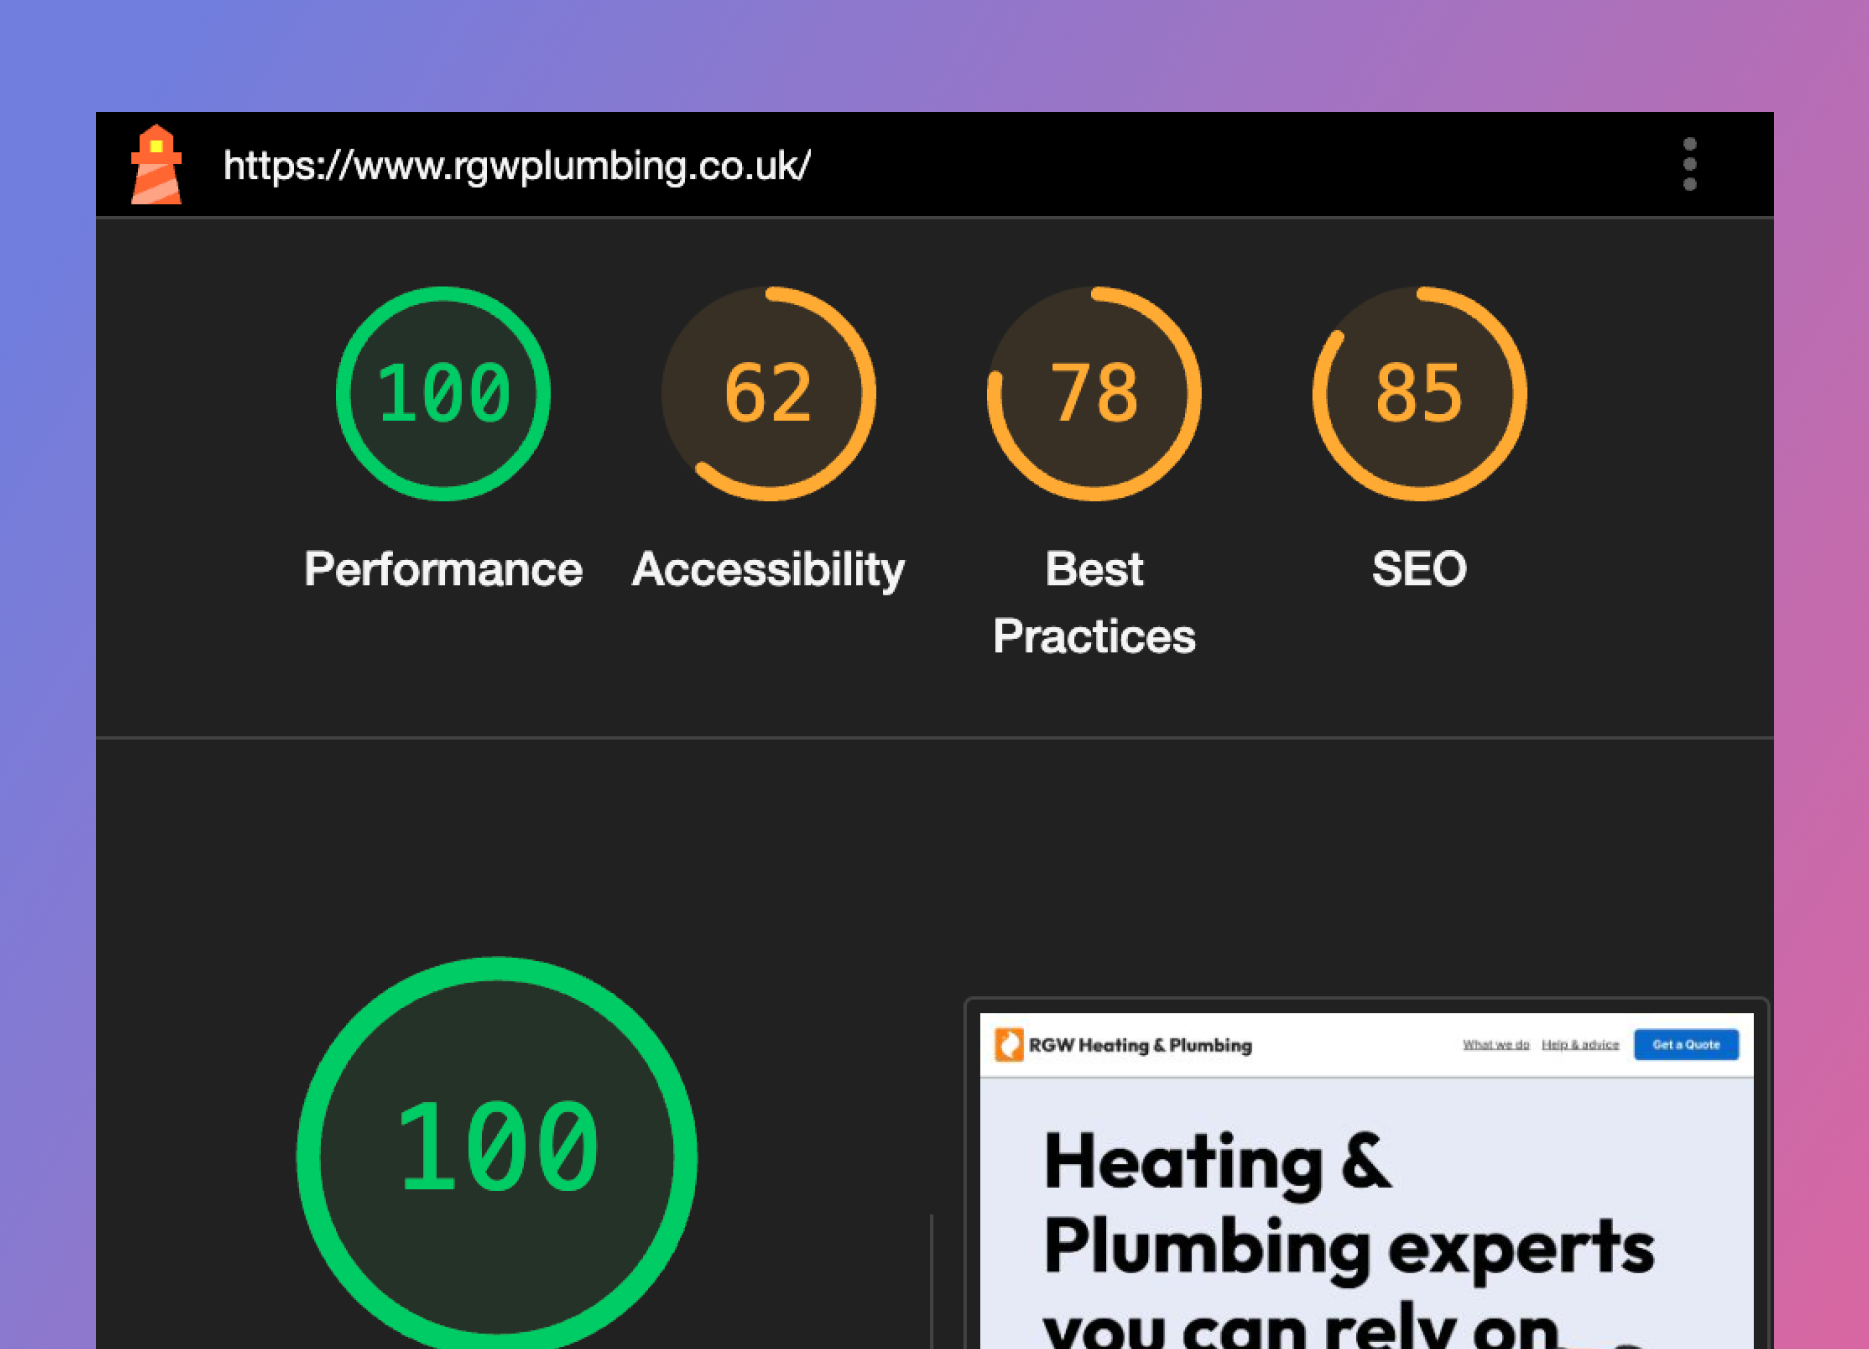 https://www.rgwplumbing.co.uk/
100
62
78
85
Performance
Accessibility
Best
Practices
SEO
100
RGW Heating & Plumbing
What we do
Help & advice
Get a Quote
Heating &
Plumbing experts
you can rely on